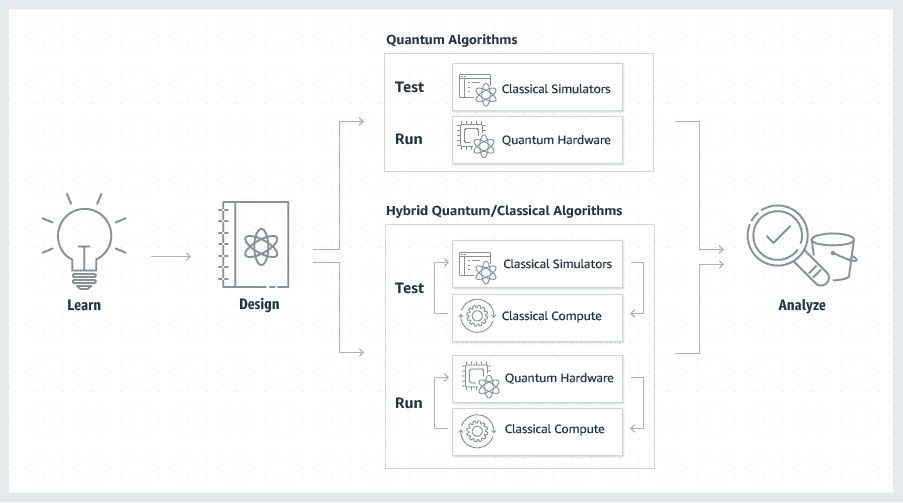 Learn
Design
Quantum Algorithms
Test
Classical Simulators
Run
Quantum Hardware
Hybrid Quantum/Classical Algorithms
Test
Classical Simulators
Classical Compute
Run
Quantum Hardware
Classical Compute
Analyze